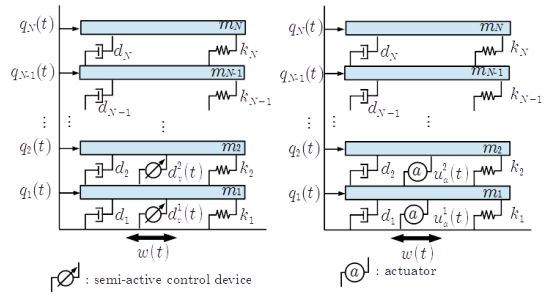 q_N(t) m_N q_N(t) m_N
d_N k_N d_N k_N
q_{N-1}(t) m_{N-1} q_{N-1}(t) m_{N-1}
d_{N-1} k_{N-1} d_{N-1} k_{N-1}
⋮ ⋮ ⋮ ⋮ ⋮ ⋮
q_2(t) m_2 q_2(t) m_2
d_2 d_v^2(t) k_2 d_2 a u_a^2(t) k_2
q_1(t) m_1 q_1(t) m_1
d_1 d_v^1(t) k_1 d_1 a u_a^1(t) k_1
w(t) w(t)
: semi-active control device a : actuator